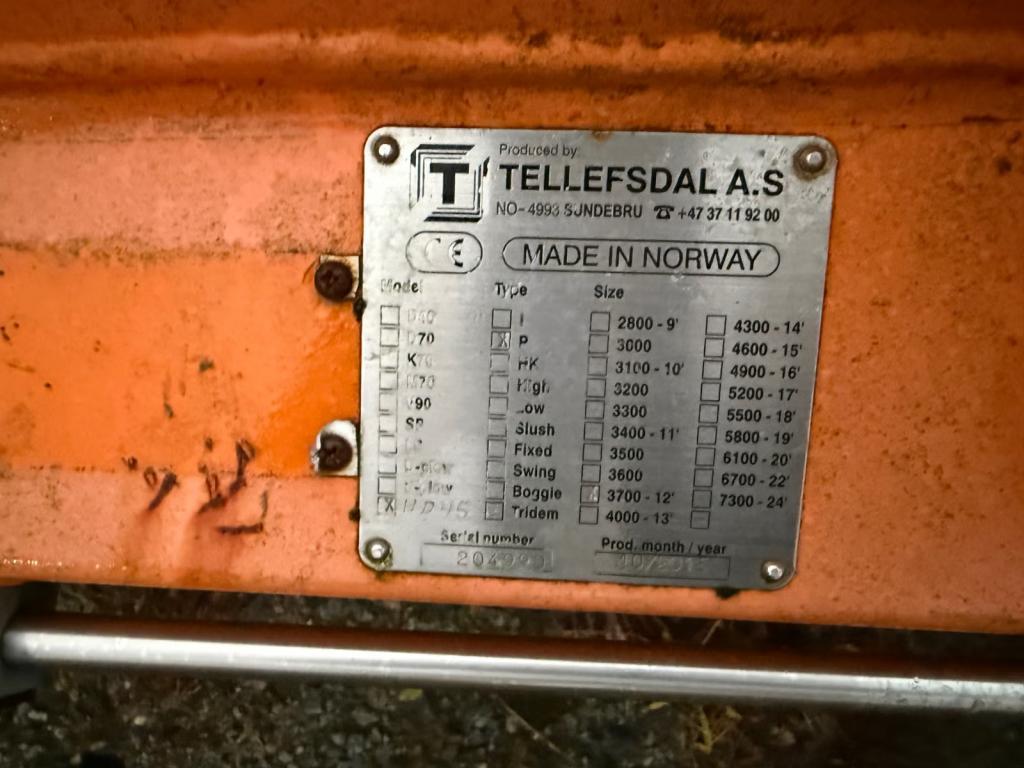 Produced by:
T TELLEFSDAL A.S
NO-4993 SUNDEBRU ☎ +47 37 11 92 00
CE MADE IN NORWAY
Model Type Size
I 2800 - 9' 4300 - 14'
70 X P 3000 4600 - 15'
HK 3100 - 10' 4900 - 16'
High 3200 5200 - 17'
90 Low 3300 5500 - 18'
Slush 3400 - 11' 5800 - 19'
Fixed 3500 6100 - 20'
Swing 3600 6700 - 22'
Boggie X 3700 - 12' 7300 - 24'
X HD45 Tridem 4000 - 13'
Serial number Prod. month / year